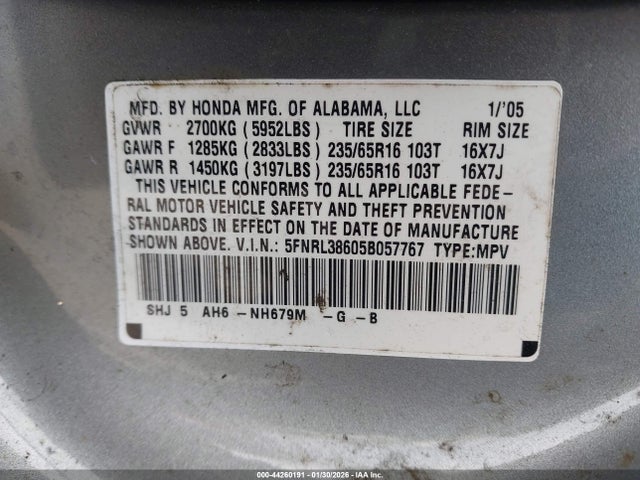 MFD. BY HONDA MFG. OF ALABAMA, LLC 1/'05
GVWR 2700KG (5952LBS) TIRE SIZE RIM SIZE
GAWR F 1285KG (2833LBS) 235/65R16 103T 16X7J
GAWR R 1450KG (3197LBS) 235/65R16 103T 16X7J
THIS VEHICLE CONFORMS TO ALL APPLICABLE FEDE-
RAL MOTOR VEHICLE SAFETY AND THEFT PREVENTION
STANDARDS IN EFFECT ON THE DATE OF MANUFACTURE
SHOWN ABOVE. V.I.N.: 5FNRL38605B057767 TYPE:MPV
SHJ 5 AH6 -NH679M -G -B
000-44260191 - 01/30/2026 - IAAI